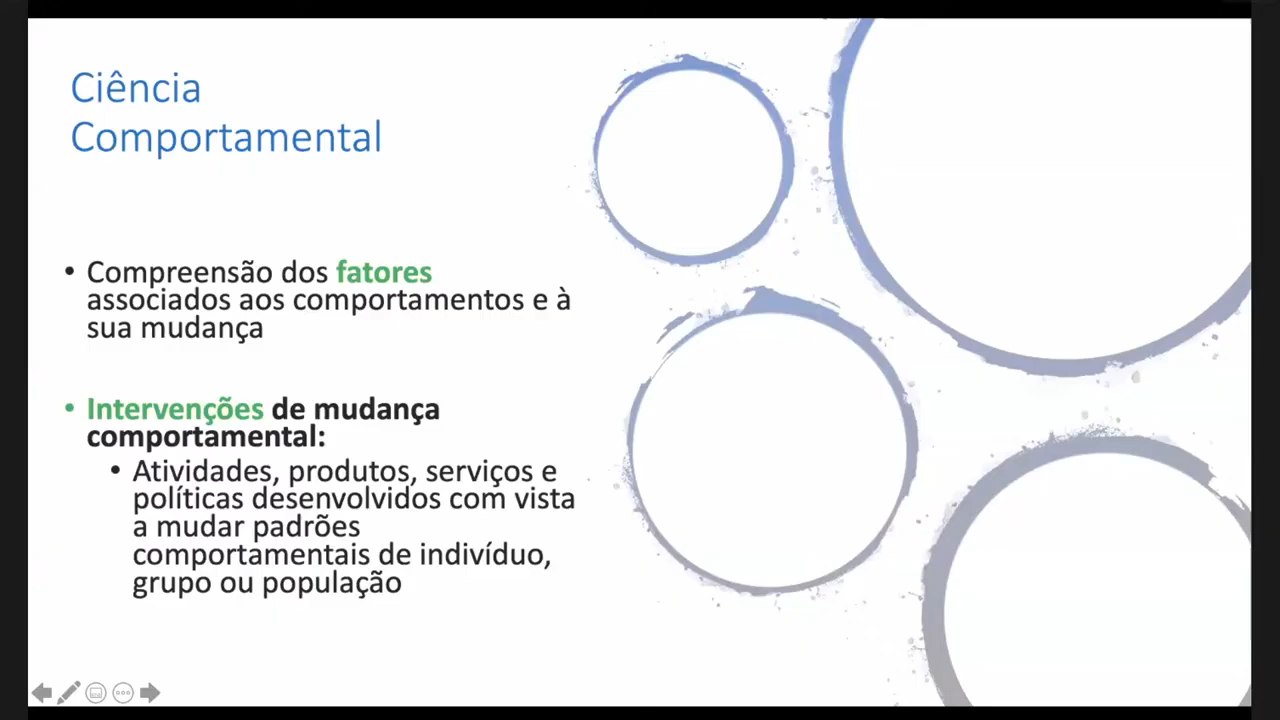 Ciência
Comportamental
• Compreensão dos fatores
associados aos comportamentos e à
sua mudança
• Intervenções de mudança
comportamental:
• Atividades, produtos, serviços e
políticas desenvolvidos com vista
a mudar padrões
comportamentais de indivíduo,
grupo ou população